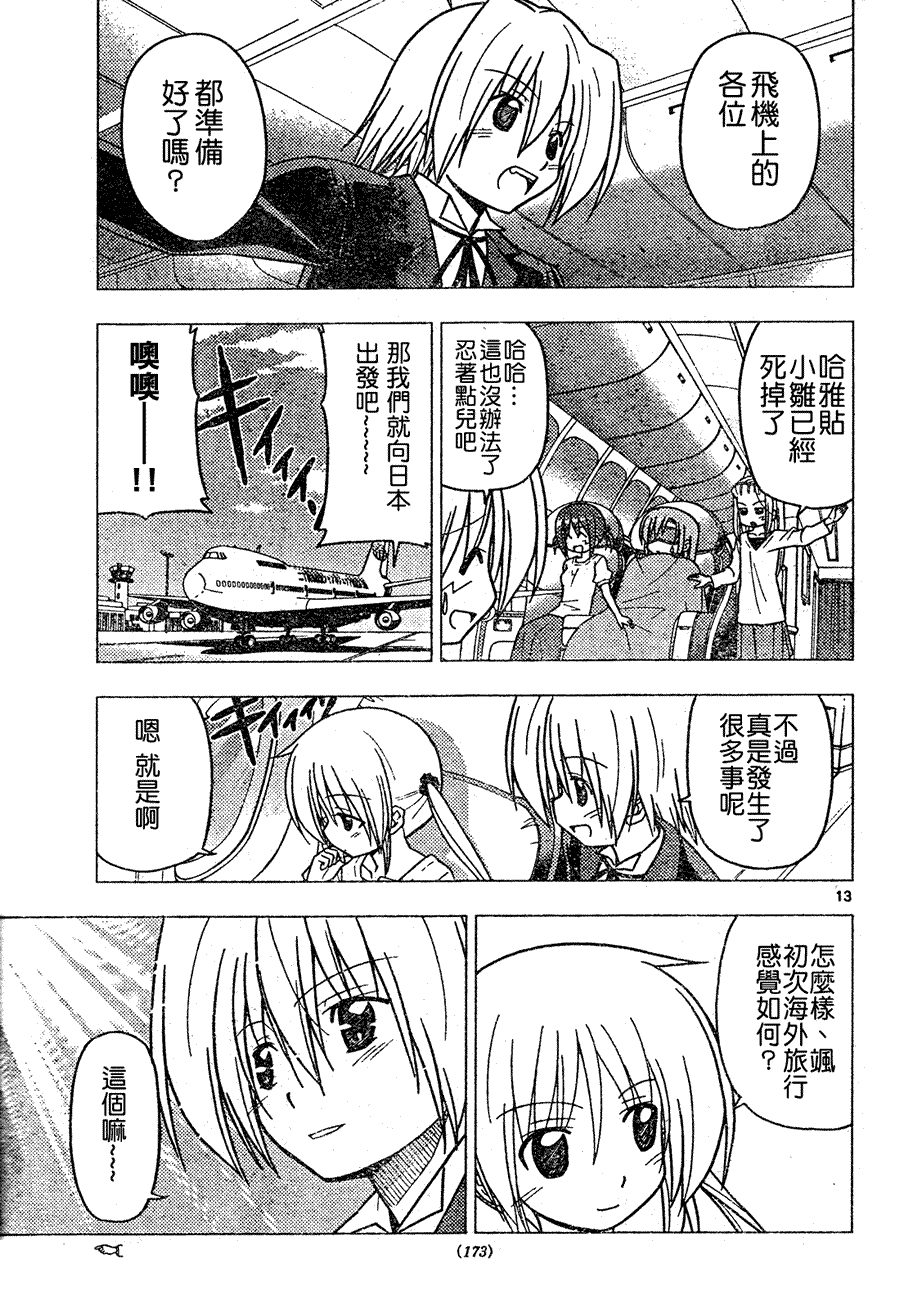 飛機上的
各位
都準備
好了嗎？
哈雅貼
小雛已經
死掉了
哈哈…
這也沒辦法了
忍著點兒吧
那我們就向日本
出發吧~~~~~
キィィン
噢噢——!!
不過
真是發生了
很多事呢
キィィィン
嗯 就是啊
13
怎麼樣、颯
初次海外旅行
感覺如何？
這個嘛~~~
(173)